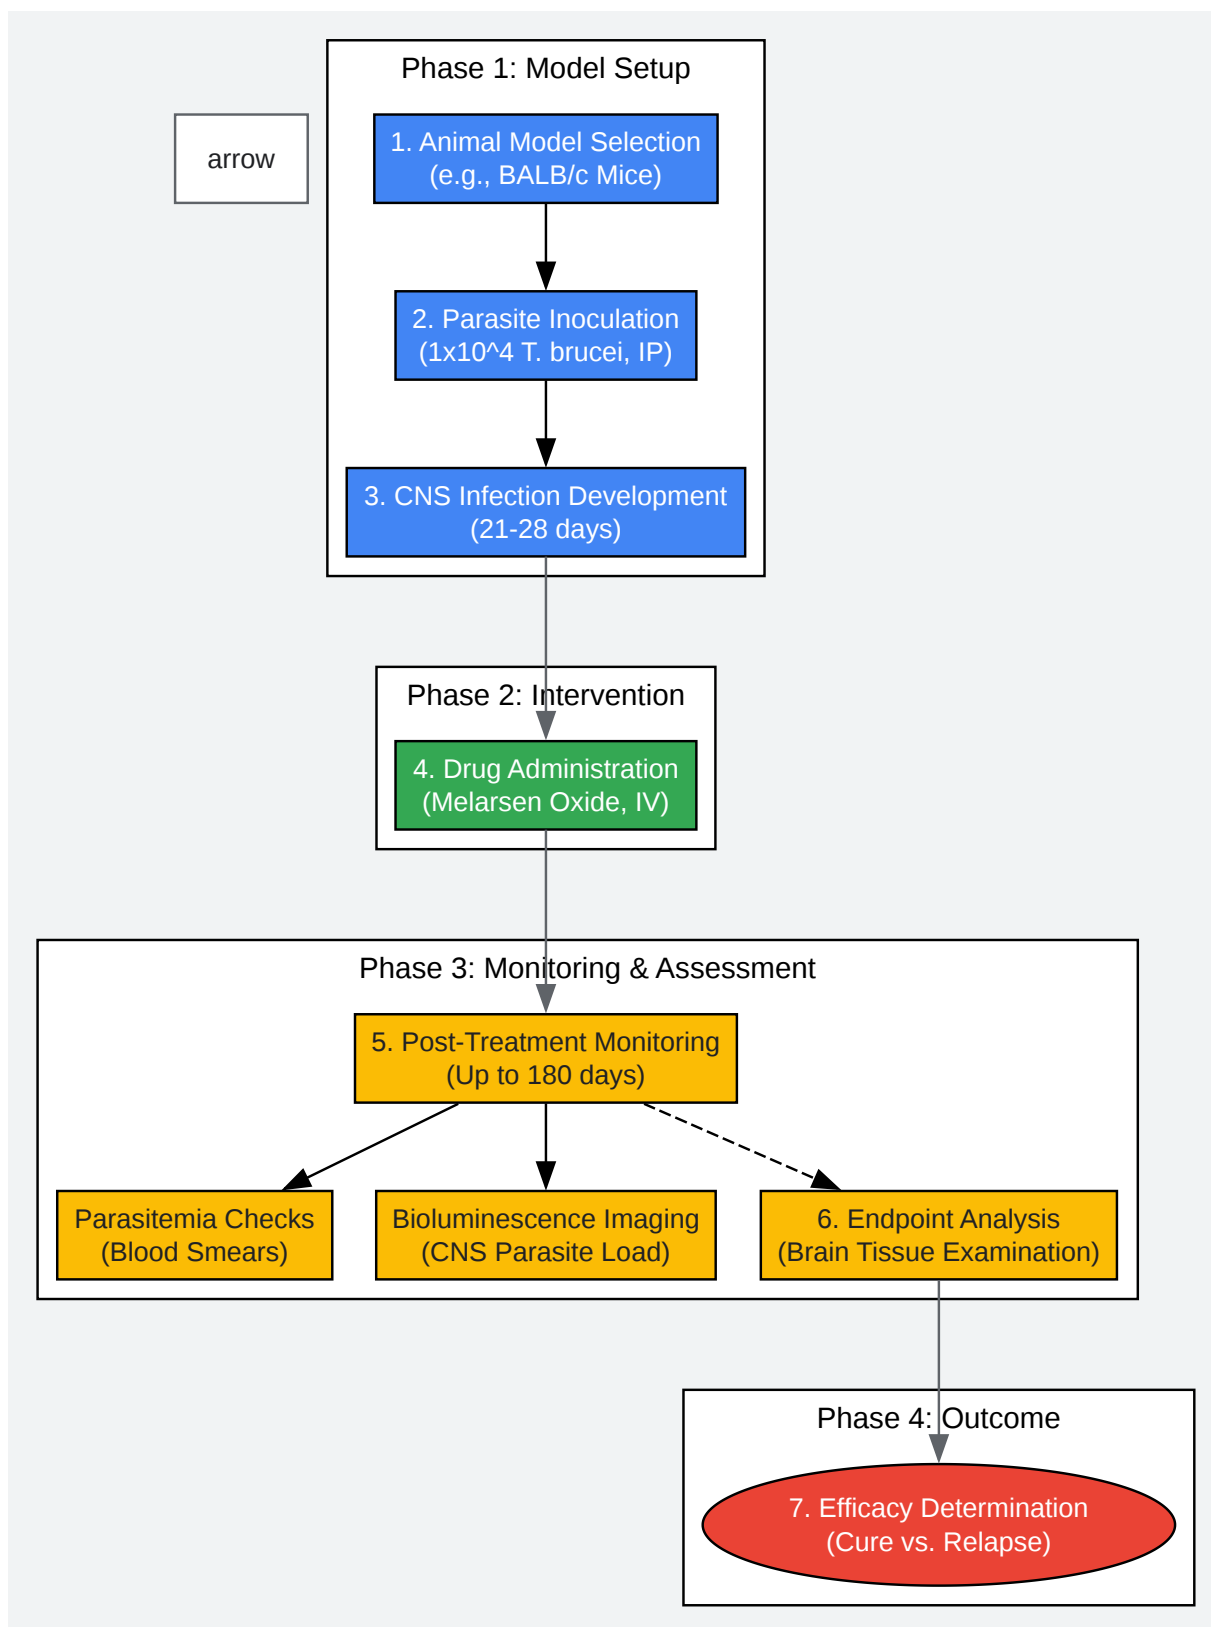 Phase 1: Model Setup
arrow
1. Animal Model Selection
(e.g., BALB/c Mice)
2. Parasite Inoculation
(1x10^4 T. brucei, IP)
3. CNS Infection Development
(21-28 days)
Phase 2: Intervention
4. Drug Administration
(Melarsen Oxide, IV)
Phase 3: Monitoring & Assessment
5. Post-Treatment Monitoring
(Up to 180 days)
Parasitemia Checks
(Blood Smears)
Bioluminescence Imaging
(CNS Parasite Load)
6. Endpoint Analysis
(Brain Tissue Examination)
Phase 4: Outcome
7. Efficacy Determination
(Cure vs. Relapse)